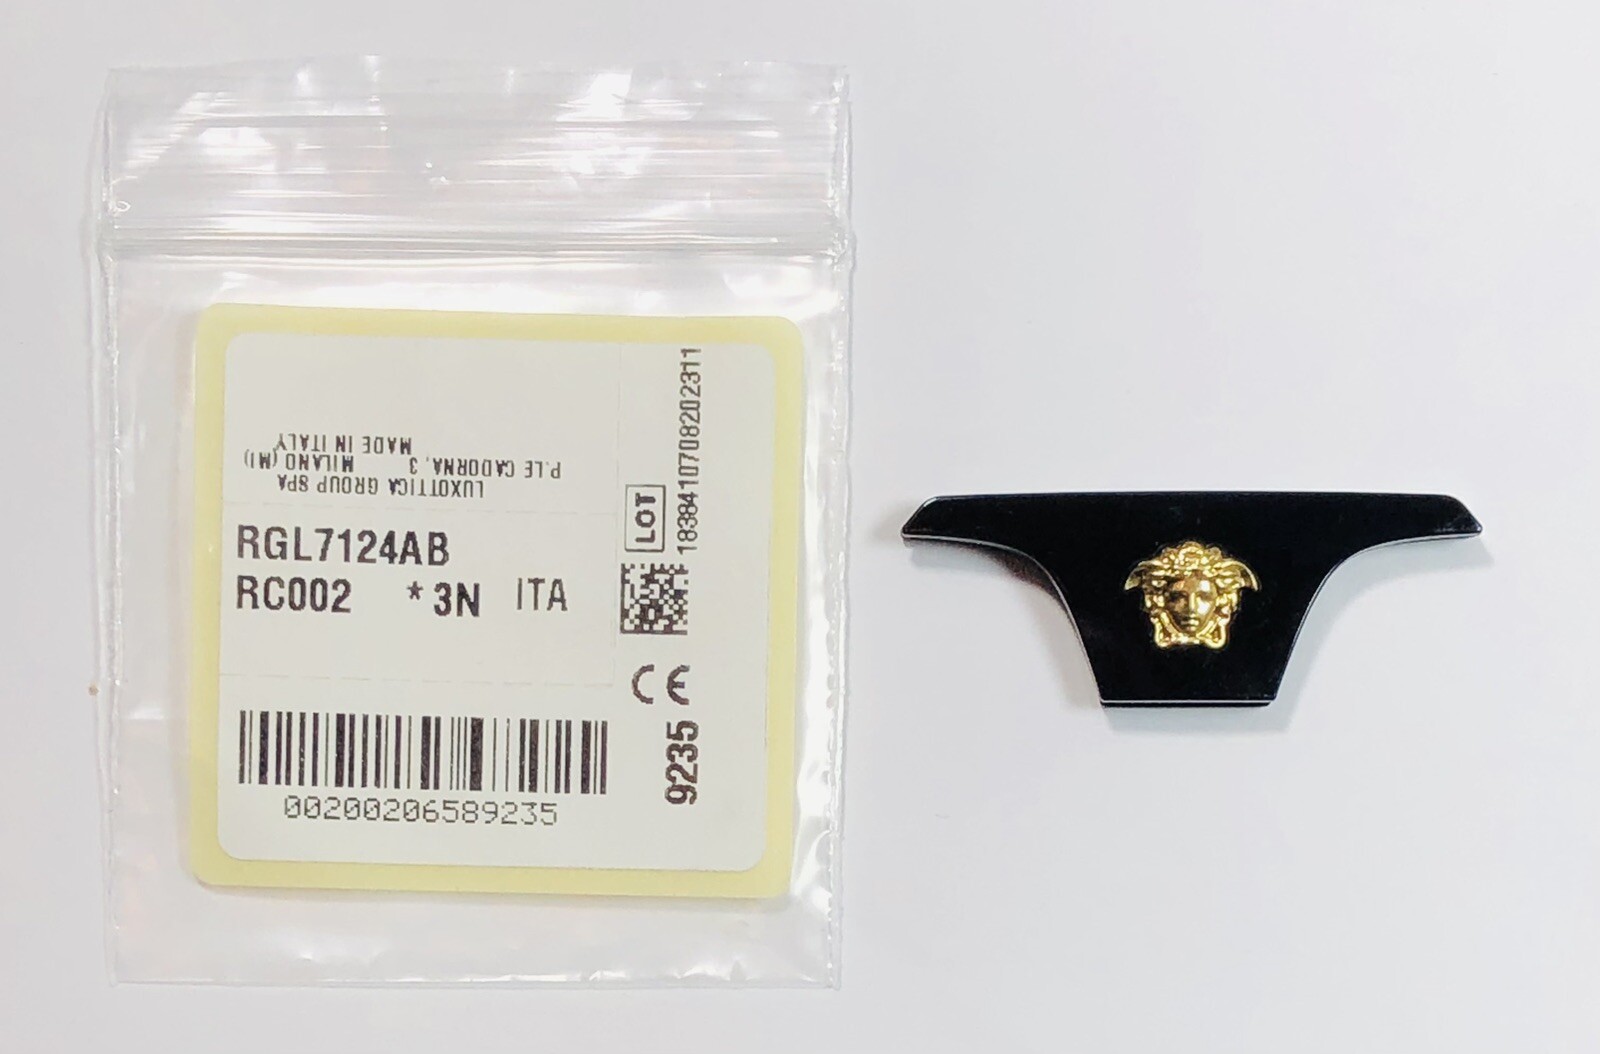 LUXOTTICA GROUP SPA
P.LE CADORNA, 3 MILANO (MI)
MADE IN ITALY
RGL7124AB
RC002 *3N ITA
00200206589235
LOT
1838410708202311
CE
9235